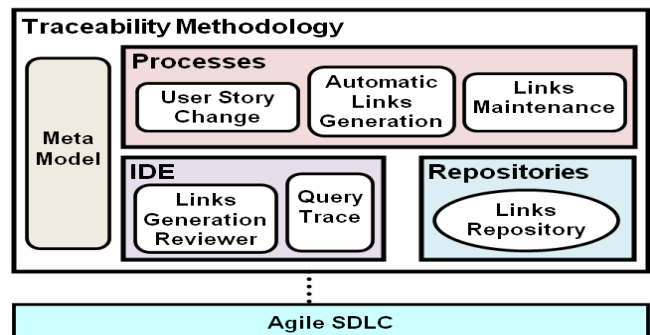 Traceability Methodology
Meta
Model
Processes
User Story
Change
Automatic
Links
Generation
Links
Maintenance
IDE
Links
Generation
Reviewer
Query
Trace
Repositories
Links
Repository
Agile SDLC